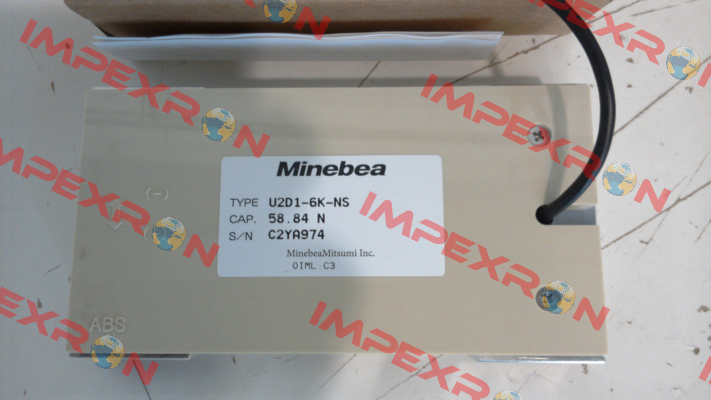 IMPEXRON
IMPEXRON
Minebea
TYPE U2D1-6K-NS
CAP. 58.84 N
S/N C2YA974
MinebeaMitsumi Inc.
OIML C3
(-)
(+)
ABS
IMPEXRON
IMPEXRON
IMPEXRON
IMPEXRON